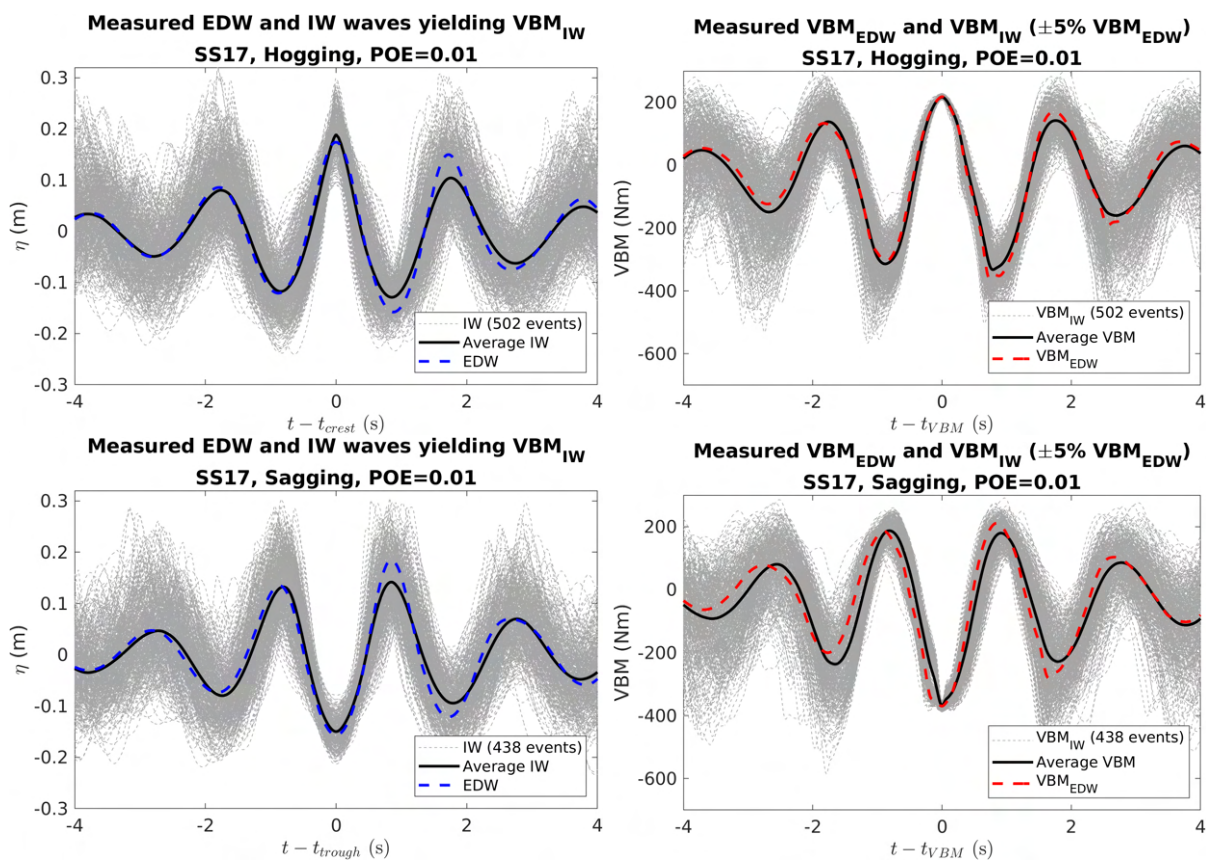 Measured EDW and IW waves yielding VBM_IW
SS17, Hogging, POE=0.01
0.3
0.2
0.1
0
-0.1
-0.2
-0.3
η (m)
IW (502 events)
Average IW
EDW
-4
-2
0
2
4
t − t_crest (s)
Measured VBM_EDW and VBM_IW (±5% VBM_EDW)
SS17, Hogging, POE=0.01
200
0
-200
-400
-600
VBM (Nm)
VBM_IW (502 events)
Average VBM
VBM_EDW
-4
-2
0
2
4
t − t_VBM (s)
Measured EDW and IW waves yielding VBM_IW
SS17, Sagging, POE=0.01
0.3
0.2
0.1
0
-0.1
-0.2
-0.3
η (m)
IW (438 events)
Average IW
EDW
-4
-2
0
2
4
t − t_trough (s)
Measured VBM_EDW and VBM_IW (±5% VBM_EDW)
SS17, Sagging, POE=0.01
200
0
-200
-400
-600
VBM (Nm)
VBM_IW (438 events)
Average VBM
VBM_EDW
-4
-2
0
2
4
t − t_VBM (s)